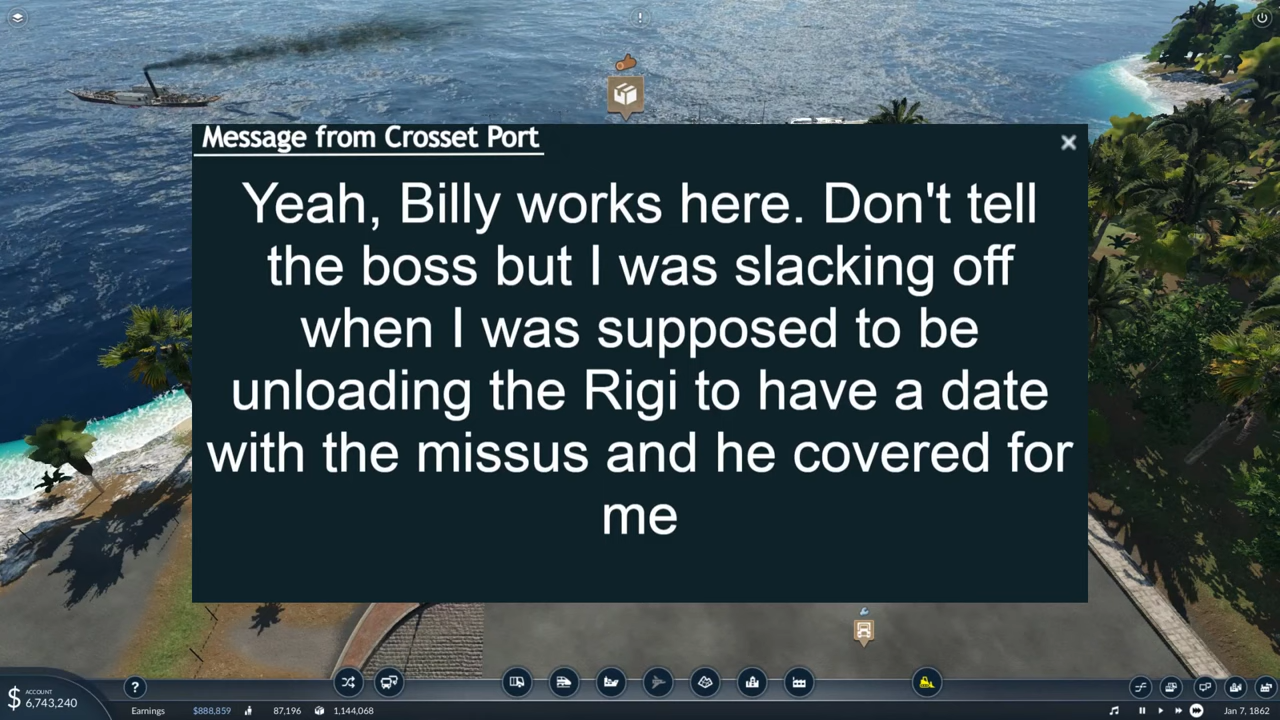 Message from Crosset Port
Yeah, Billy works here. Don't tell
the boss but I was slacking off
when I was supposed to be
unloading the Rigi to have a date
with the missus and he covered for
me
?
$ ACCOUNT
6,743,240
Earnings $888,859 87,196 1,144,068 Jan 7, 1862